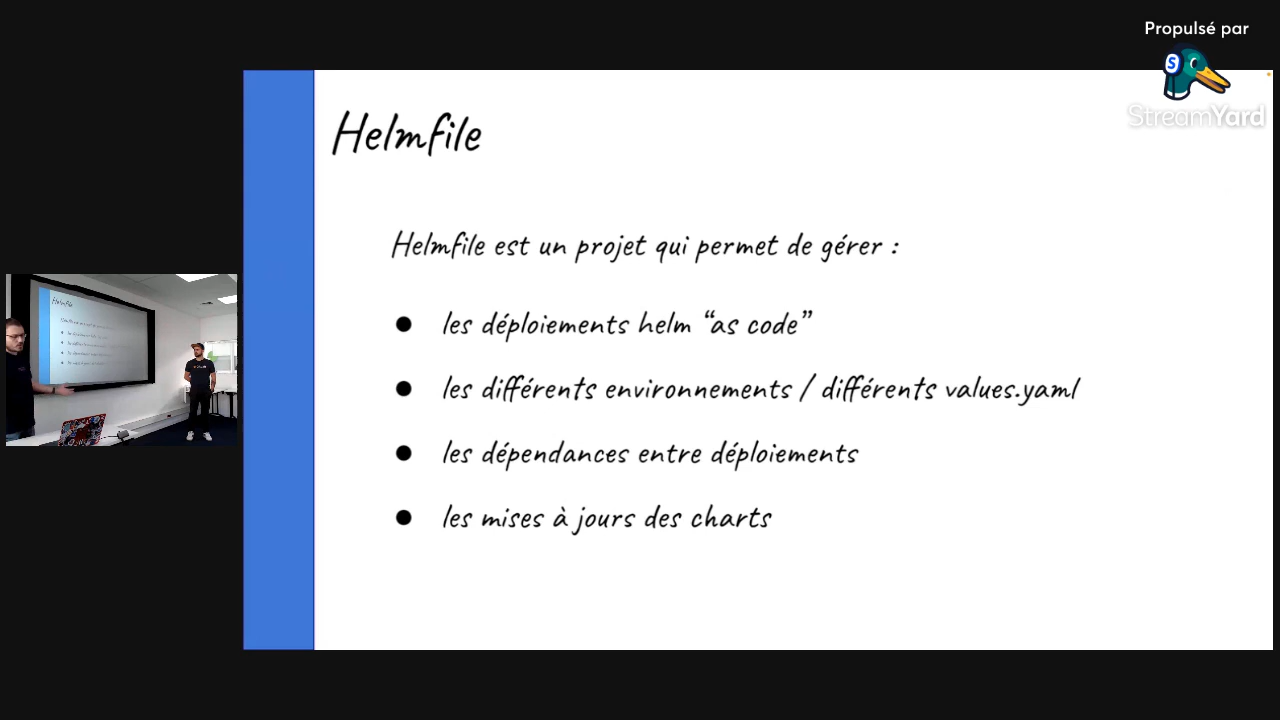 Propulsé par
StreamYard
Helmfile
Helmfile est un projet qui permet de gérer :
● les déploiements helm “as code”
● les différents environnements / différents values.yaml
● les dépendances entre déploiements
● les mises à jours des charts